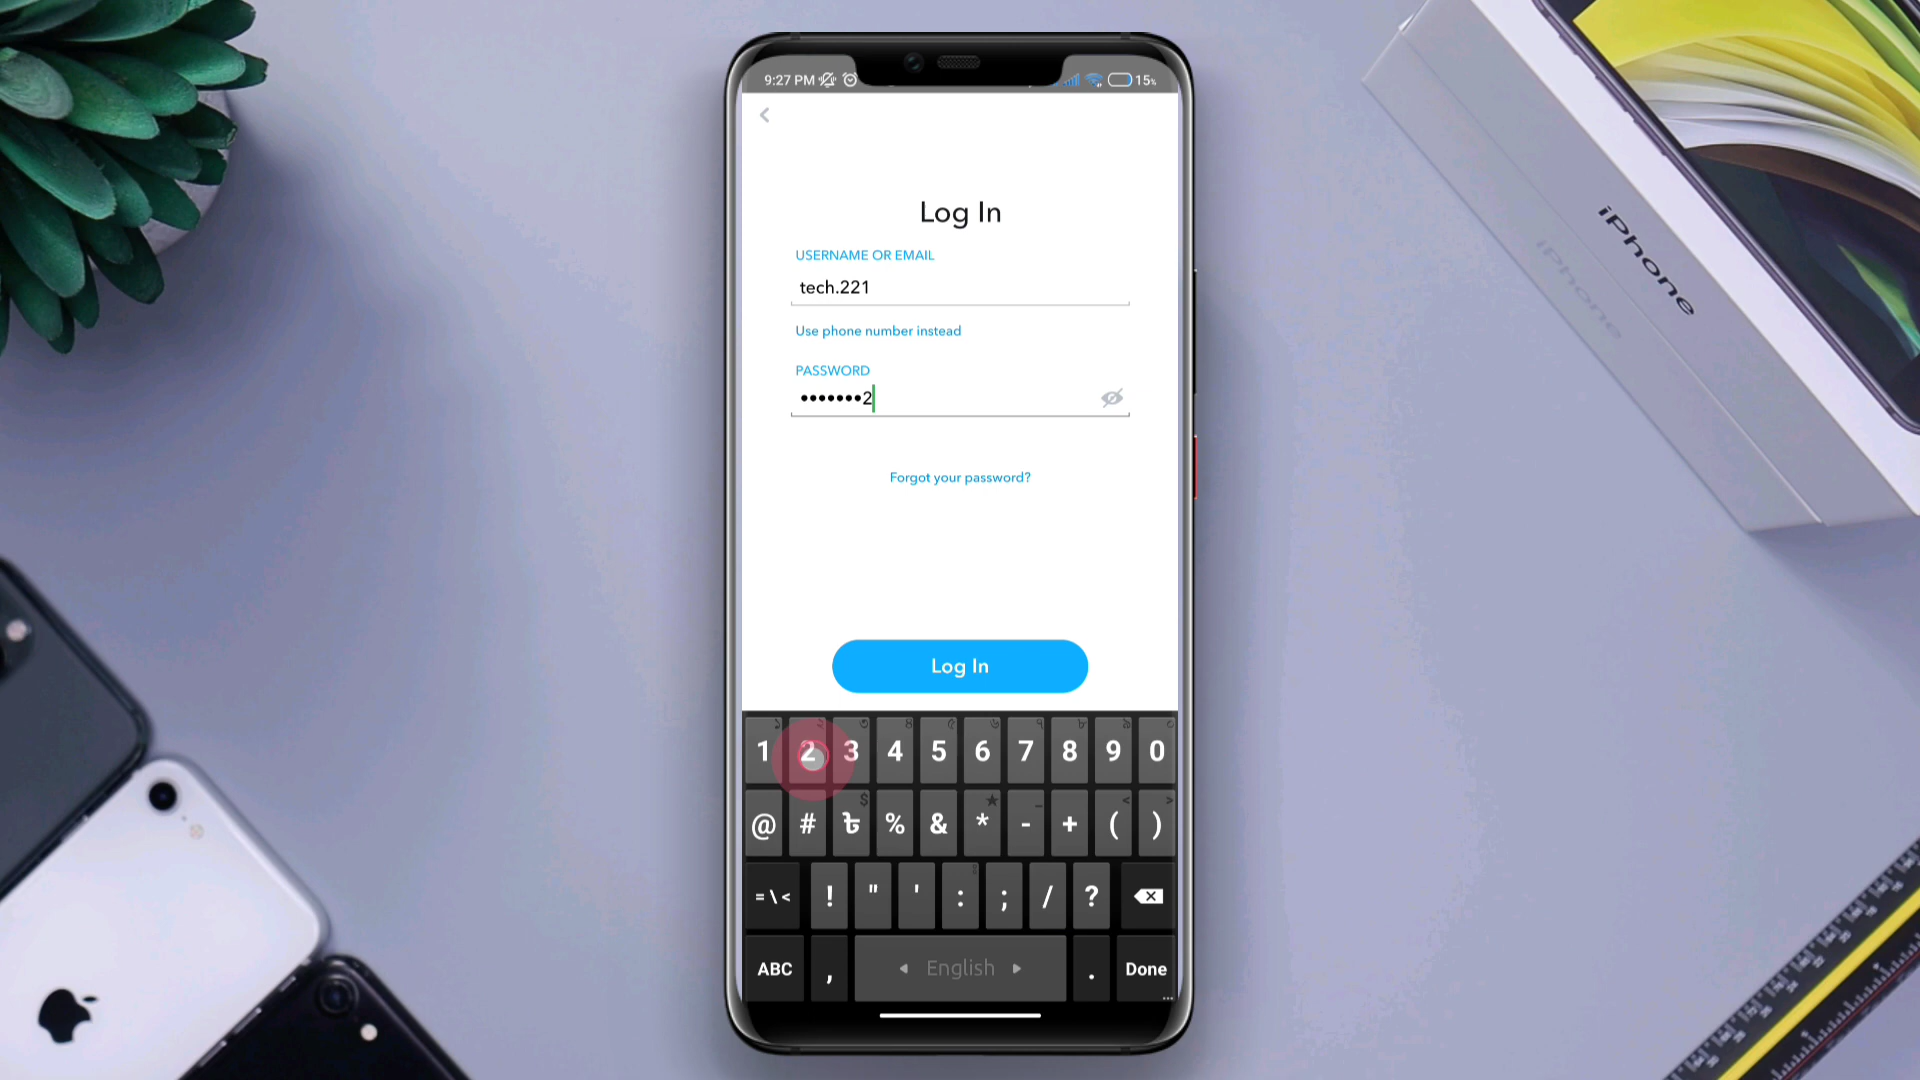 9:27 PM
15%
Log In
USERNAME OR EMAIL
tech.221
Use phone number instead
PASSWORD
•••••••2
Forgot your password?
Log In
1 2 3 4 5 6 7 8 9 0
@ # ৳ % & * - + ( )
= \ < ! " ' : ; / ?
ABC , English . Done
iPhone